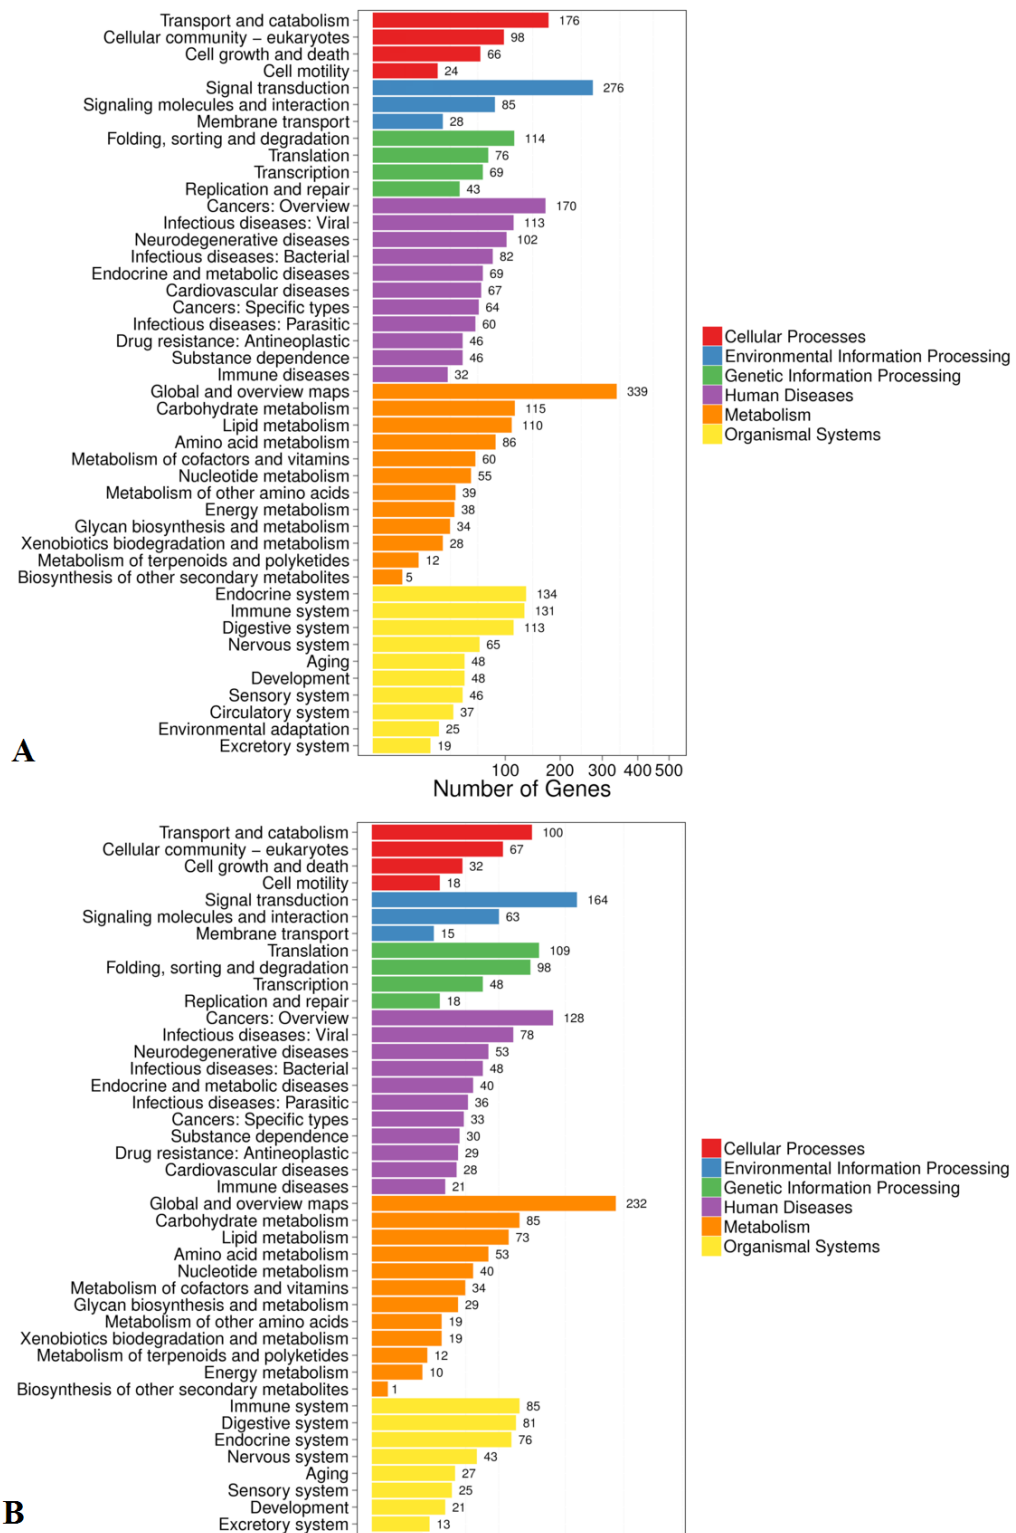 Transport and catabolism 176
Cellular community – eukaryotes 98
Cell growth and death 66
Cell motility 24
Signal transduction 276
Signaling molecules and interaction 85
Membrane transport 28
Folding, sorting and degradation 114
Translation 76
Transcription 69
Replication and repair 43
Cancers: Overview 170
Infectious diseases: Viral 113
Neurodegenerative diseases 102
Infectious diseases: Bacterial 82
Endocrine and metabolic diseases 69
Cardiovascular diseases 67
Cancers: Specific types 64
Infectious diseases: Parasitic 60
Drug resistance: Antineoplastic 46
Substance dependence 46
Immune diseases 32
Global and overview maps 339
Carbohydrate metabolism 115
Lipid metabolism 110
Amino acid metabolism 86
Metabolism of cofactors and vitamins 60
Nucleotide metabolism 55
Metabolism of other amino acids 39
Energy metabolism 38
Glycan biosynthesis and metabolism 34
Xenobiotics biodegradation and metabolism 28
Metabolism of terpenoids and polyketides 12
Biosynthesis of other secondary metabolites 5
Endocrine system 134
Immune system 131
Digestive system 113
Nervous system 65
Aging 48
Development 48
Sensory system 46
Circulatory system 37
Environmental adaptation 25
Excretory system 19
100 200 300 400 500
Number of Genes
Cellular Processes
Environmental Information Processing
Genetic Information Processing
Human Diseases
Metabolism
Organismal Systems
A
Transport and catabolism 100
Cellular community – eukaryotes 67
Cell growth and death 32
Cell motility 18
Signal transduction 164
Signaling molecules and interaction 63
Membrane transport 15
Translation 109
Folding, sorting and degradation 98
Transcription 48
Replication and repair 18
Cancers: Overview 128
Infectious diseases: Viral 78
Neurodegenerative diseases 53
Infectious diseases: Bacterial 48
Endocrine and metabolic diseases 40
Infectious diseases: Parasitic 36
Cancers: Specific types 33
Substance dependence 30
Drug resistance: Antineoplastic 29
Cardiovascular diseases 28
Immune diseases 21
Global and overview maps 232
Carbohydrate metabolism 85
Lipid metabolism 73
Amino acid metabolism 53
Nucleotide metabolism 40
Metabolism of cofactors and vitamins 34
Glycan biosynthesis and metabolism 29
Metabolism of other amino acids 19
Xenobiotics biodegradation and metabolism 19
Metabolism of terpenoids and polyketides 12
Energy metabolism 10
Biosynthesis of other secondary metabolites 1
Immune system 85
Digestive system 81
Endocrine system 76
Nervous system 43
Aging 27
Sensory system 25
Development 21
Excretory system 13
Cellular Processes
Environmental Information Processing
Genetic Information Processing
Human Diseases
Metabolism
Organismal Systems
B